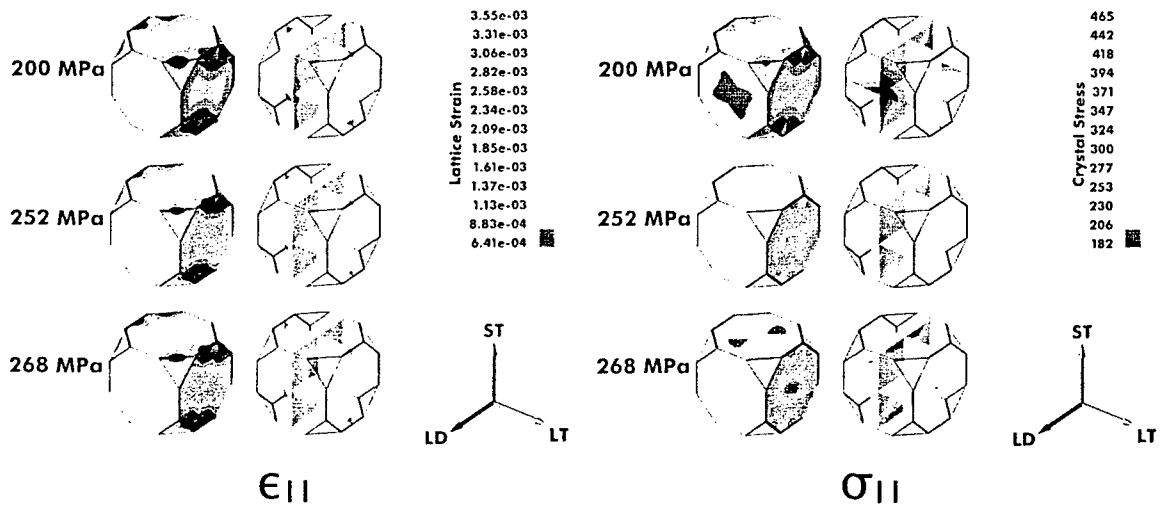 200 MPa
252 MPa
268 MPa
Lattice Strain
3.55e-03
3.31e-03
3.06e-03
2.82e-03
2.58e-03
2.34e-03
2.09e-03
1.85e-03
1.61e-03
1.37e-03
1.13e-03
8.83e-04
6.41e-04
ST
LD
LT
ϵ11
200 MPa
252 MPa
268 MPa
Crystal Stress
465
442
418
394
371
347
324
300
277
253
230
206
182
ST
LD
LT
σ11